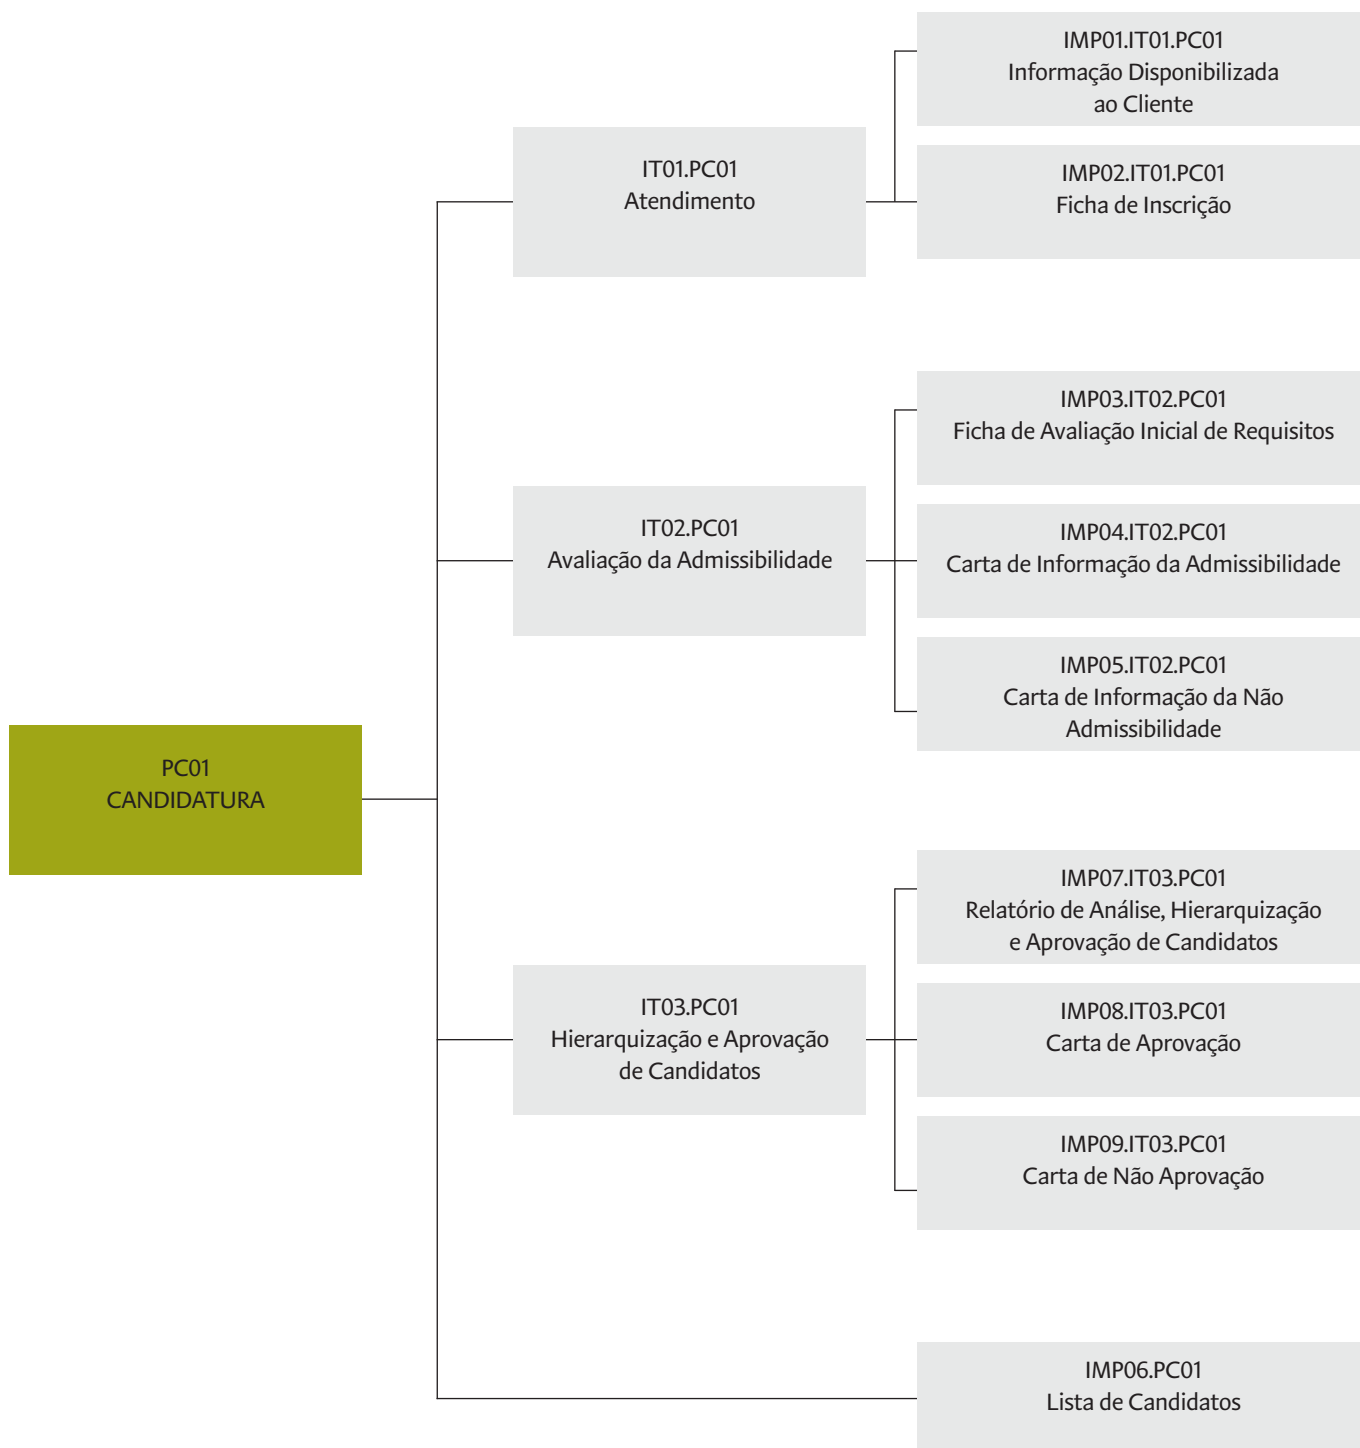 IMP01.IT01.PC01
Informação Disponibilizada
ao Cliente
IT01.PC01
Atendimento
IMP02.IT01.PC01
Ficha de Inscrição
IMP03.IT02.PC01
Ficha de Avaliação Inicial de Requisitos
IT02.PC01
Avaliação da Admissibilidade
IMP04.IT02.PC01
Carta de Informação da Admissibilidade
IMP05.IT02.PC01
Carta de Informação da Não
Admissibilidade
PC01
CANDIDATURA
IMP07.IT03.PC01
Relatório de Análise, Hierarquização
e Aprovação de Candidatos
IT03.PC01
Hierarquização e Aprovação
de Candidatos
IMP08.IT03.PC01
Carta de Aprovação
IMP09.IT03.PC01
Carta de Não Aprovação
IMP06.PC01
Lista de Candidatos